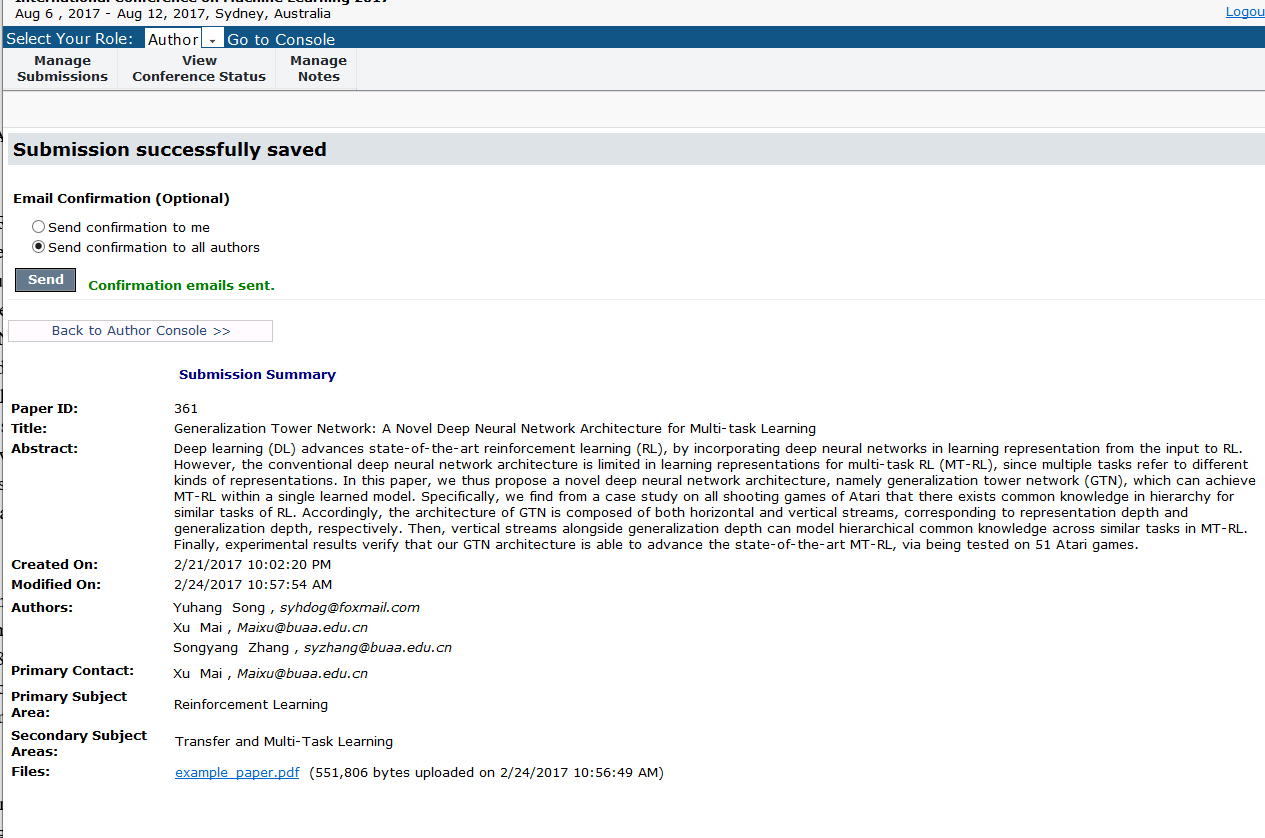 International Conference on Machine Learning 2017
Aug 6 , 2017 - Aug 12, 2017, Sydney, Australia
Logou
Select Your Role: Author Go to Console
Manage Submissions
View Conference Status
Manage Notes
Submission successfully saved
Email Confirmation (Optional)
Send confirmation to me
Send confirmation to all authors
Send Confirmation emails sent.
Back to Author Console >>
Submission Summary
Paper ID: 361
Title: Generalization Tower Network: A Novel Deep Neural Network Architecture for Multi-task Learning
Abstract: Deep learning (DL) advances state-of-the-art reinforcement learning (RL), by incorporating deep neural networks in learning representation from the input to RL.
However, the conventional deep neural network architecture is limited in learning representations for multi-task RL (MT-RL), since multiple tasks refer to different
kinds of representations. In this paper, we thus propose a novel deep neural network architecture, namely generalization tower network (GTN), which can achieve
MT-RL within a single learned model. Specifically, we find from a case study on all shooting games of Atari that there exists common knowledge in hierarchy for
similar tasks of RL. Accordingly, the architecture of GTN is composed of both horizontal and vertical streams, corresponding to representation depth and
generalization depth, respectively. Then, vertical streams alongside generalization depth can model hierarchical common knowledge across similar tasks in MT-RL.
Finally, experimental results verify that our GTN architecture is able to advance the state-of-the-art MT-RL, via being tested on 51 Atari games.
Created On: 2/21/2017 10:02:20 PM
Modified On: 2/24/2017 10:57:54 AM
Authors: Yuhang Song , syhdog@foxmail.com
Xu Mai , Maixu@buaa.edu.cn
Songyang Zhang , syzhang@buaa.edu.cn
Primary Contact: Xu Mai , Maixu@buaa.edu.cn
Primary Subject Area: Reinforcement Learning
Secondary Subject Areas: Transfer and Multi-Task Learning
Files: example_paper.pdf (551,806 bytes uploaded on 2/24/2017 10:56:49 AM)